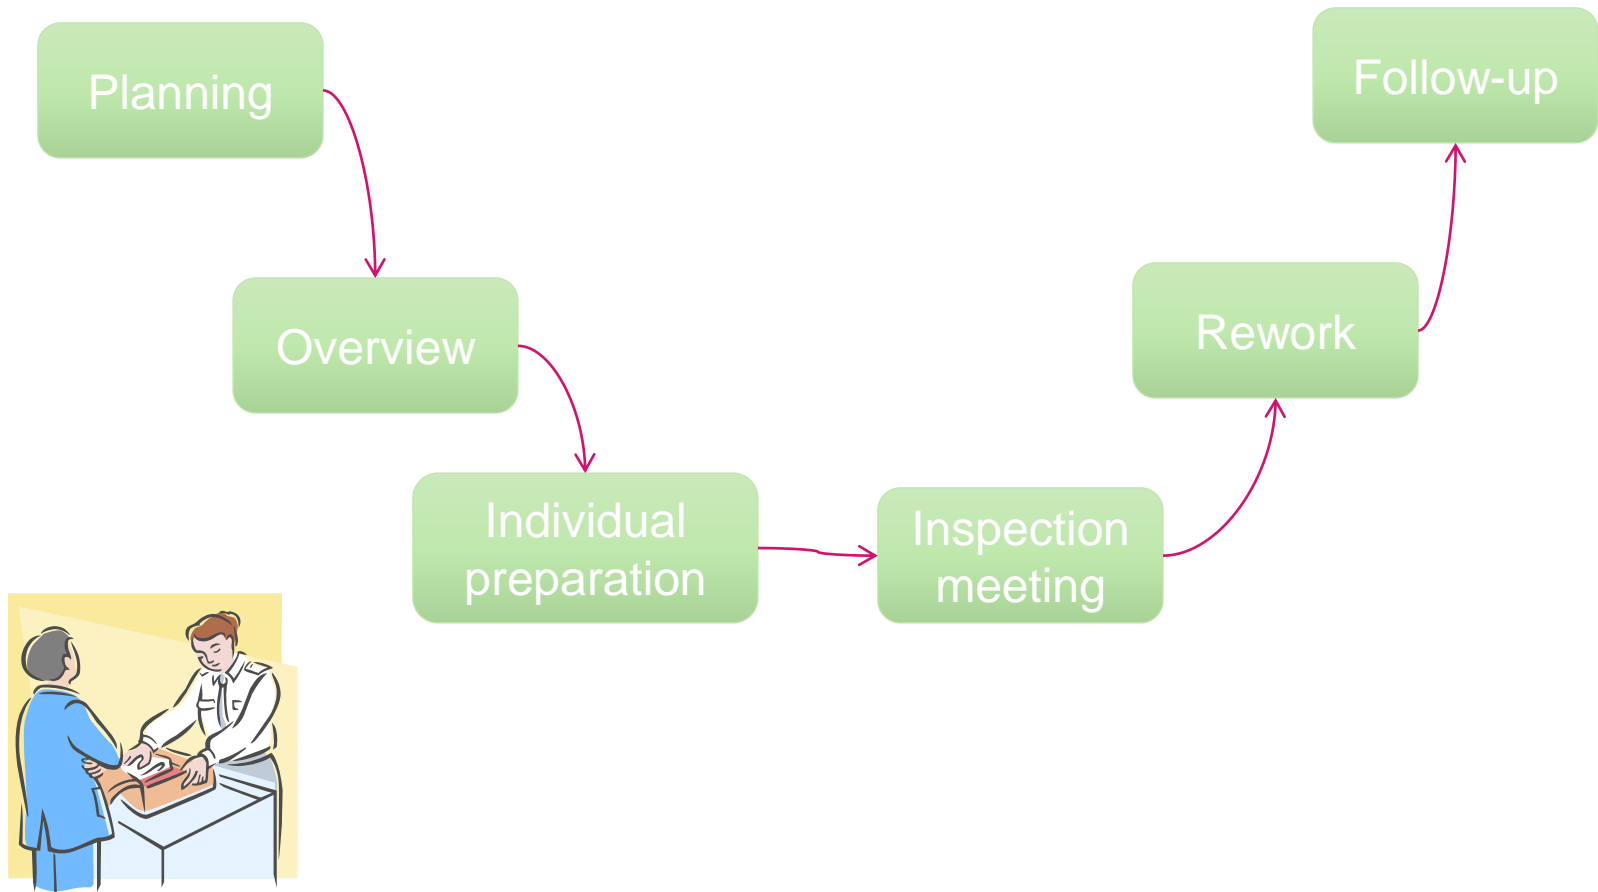 Planning
Overview
Individual
preparation
Inspection
meeting
Rework
Follow-up